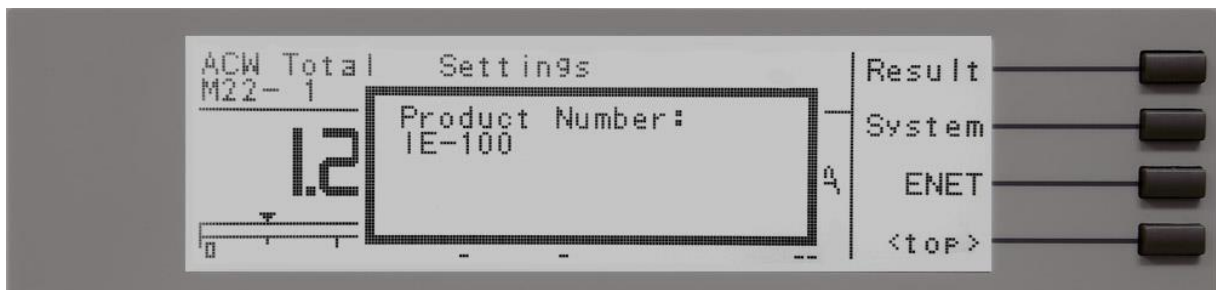 ACW Total Settings
M22- 1
Product Number:
IE-100
1.2
0
Result
System
ENET
<top>